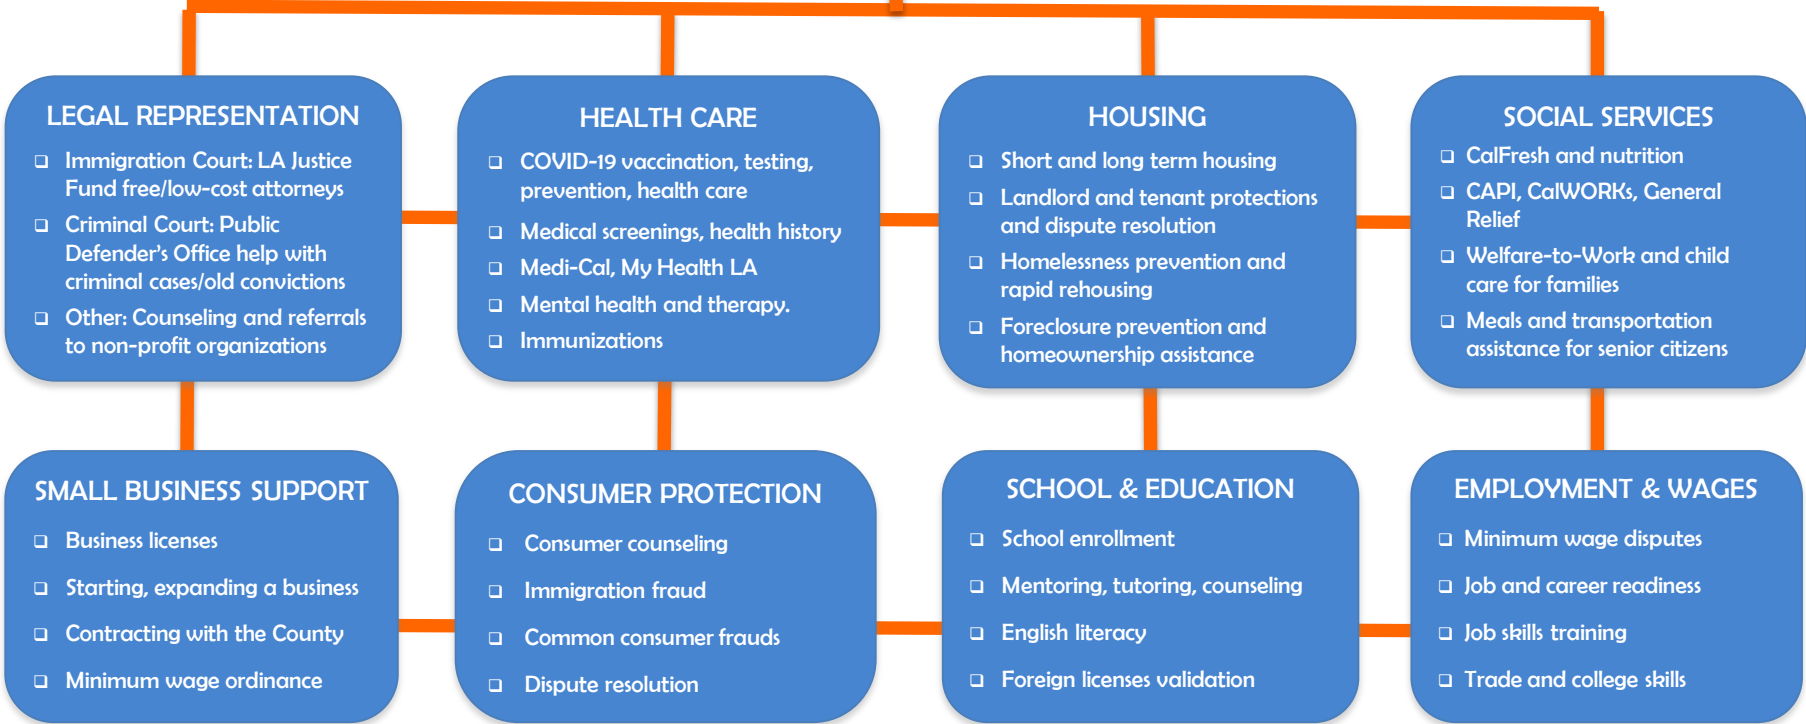 LEGAL REPRESENTATION
❑ Immigration Court: LA Justice
Fund free/low-cost attorneys
❑ Criminal Court: Public
Defender's Office help with
criminal cases/old convictions
❑ Other: Counseling and referrals
to non-profit organizations
HEALTH CARE
❑ COVID-19 vaccination, testing,
prevention, health care
❑ Medical screenings, health history
❑ Medi-Cal, My Health LA
❑ Mental health and therapy.
❑ Immunizations
HOUSING
❑ Short and long term housing
❑ Landlord and tenant protections
and dispute resolution
❑ Homelessness prevention and
rapid rehousing
❑ Foreclosure prevention and
homeownership assistance
SOCIAL SERVICES
❑ CalFresh and nutrition
❑ CAPI, CalWORKs, General
Relief
❑ Welfare-to-Work and child
care for families
❑ Meals and transportation
assistance for senior citizens
SMALL BUSINESS SUPPORT
❑ Business licenses
❑ Starting, expanding a business
❑ Contracting with the County
❑ Minimum wage ordinance
CONSUMER PROTECTION
❑ Consumer counseling
❑ Immigration fraud
❑ Common consumer frauds
❑ Dispute resolution
SCHOOL & EDUCATION
❑ School enrollment
❑ Mentoring, tutoring, counseling
❑ English literacy
❑ Foreign licenses validation
EMPLOYMENT & WAGES
❑ Minimum wage disputes
❑ Job and career readiness
❑ Job skills training
❑ Trade and college skills